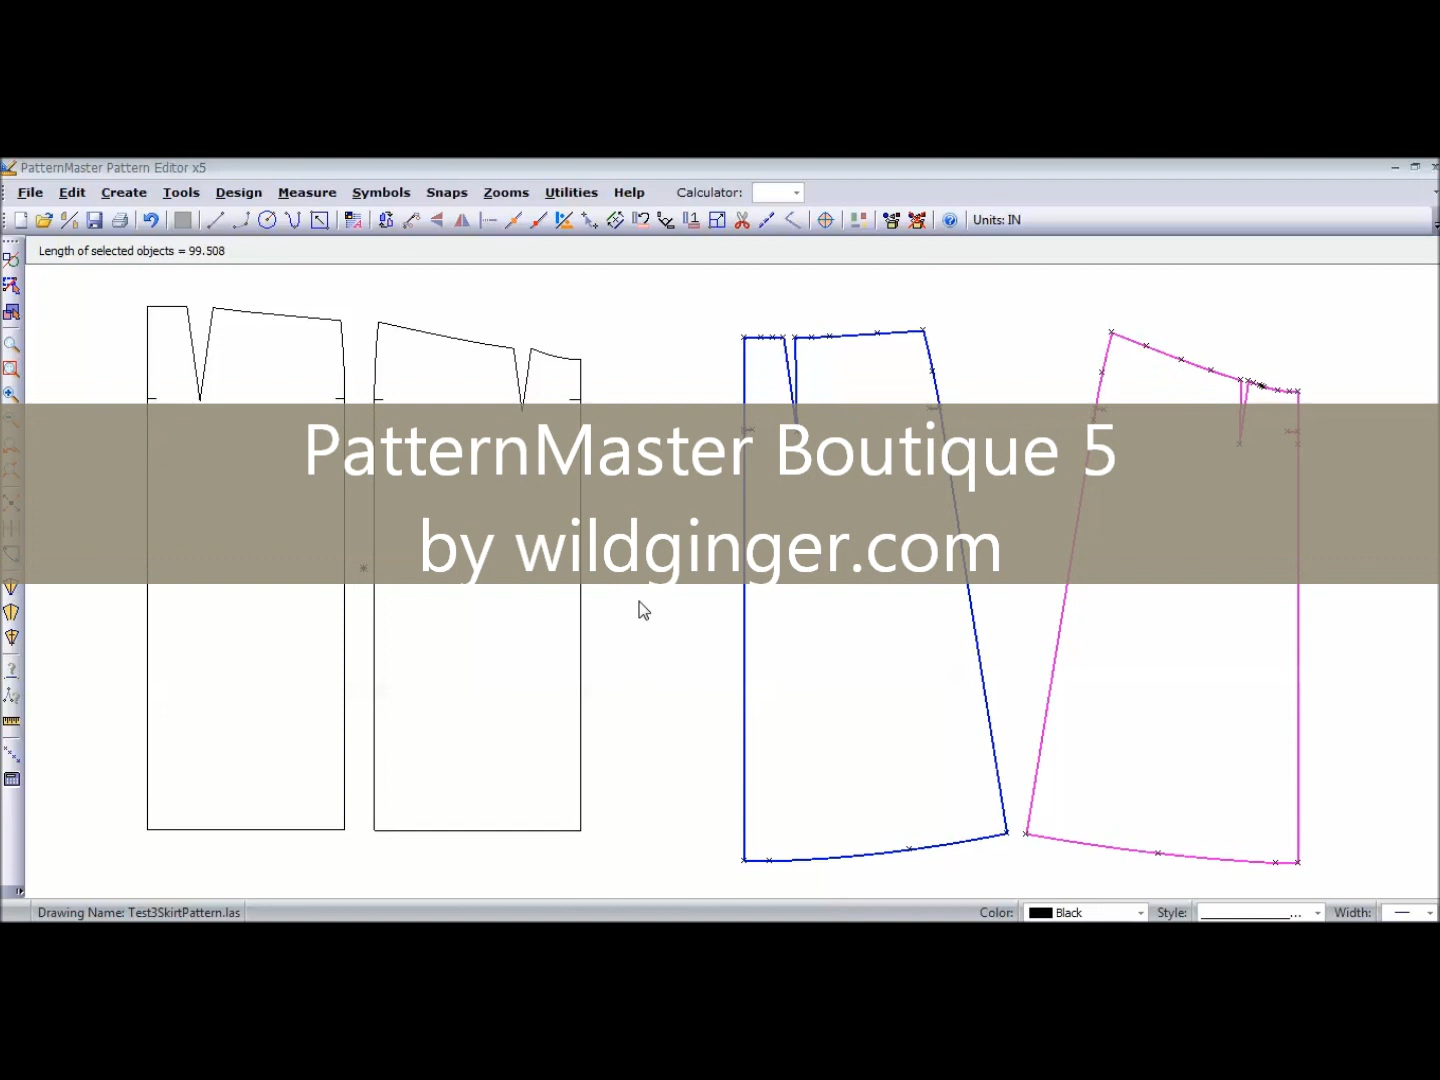 PatternMaster Pattern Editor x5
File Edit Create Tools Design Measure Symbols Snaps Zooms Utilities Help Calculator:
Units: IN
Length of selected objects = 99.508
PatternMaster Boutique 5
by wildginger.com
Drawing Name: Test3SkirtPattern.las Color: Black Style: ... Width: